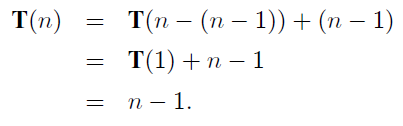 T(n) = T(n − (n − 1)) + (n − 1)
= T(1) + n − 1
= n − 1.